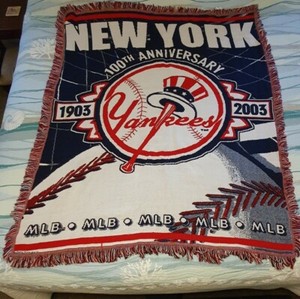 NEW YORK
100TH ANNIVERSARY
1903 Yankees 2003
MLB • MLB • MLB • MLB • MLB